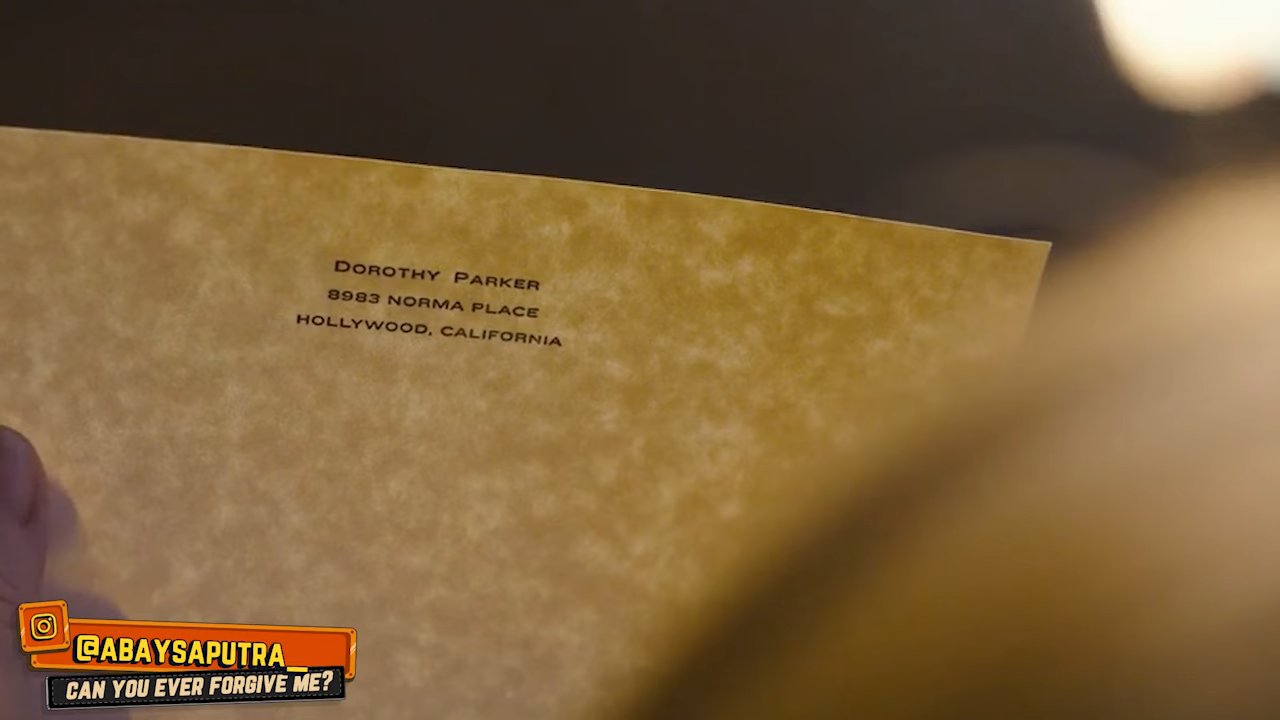 DOROTHY PARKER
8983 NORMA PLACE
HOLLYWOOD, CALIFORNIA
@ABAYSAPUTRA_
CAN YOU EVER FORGIVE ME?